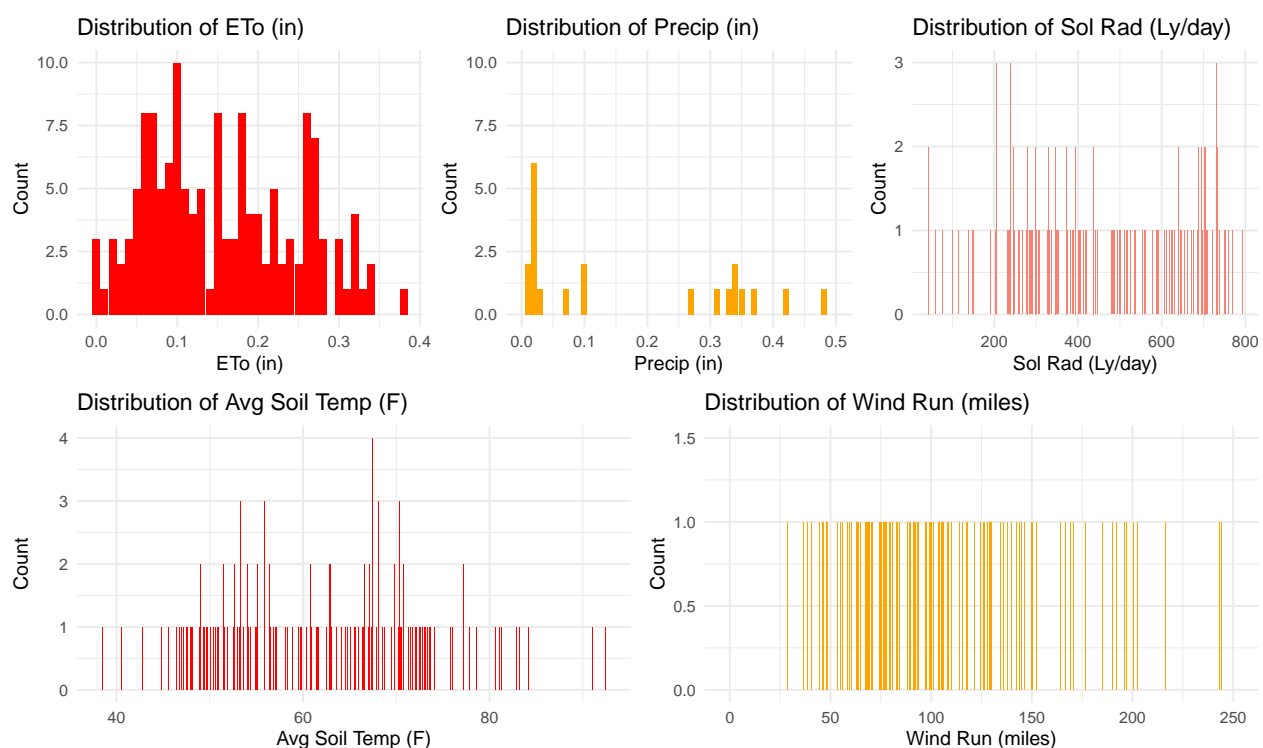 Distribution of ETo (in)
10.0
7.5
5.0
2.5
0.0
Count
0.0 0.1 0.2 0.3 0.4
ETo (in)
Distribution of Precip (in)
10.0
7.5
5.0
2.5
0.0
Count
0.0 0.1 0.2 0.3 0.4 0.5
Precip (in)
Distribution of Sol Rad (Ly/day)
3
2
1
0
Count
200 400 600 800
Sol Rad (Ly/day)
Distribution of Avg Soil Temp (F)
4
3
2
1
0
Count
40 60 80
Avg Soil Temp (F)
Distribution of Wind Run (miles)
1.5
1.0
0.5
0.0
Count
0 50 100 150 200 250
Wind Run (miles)